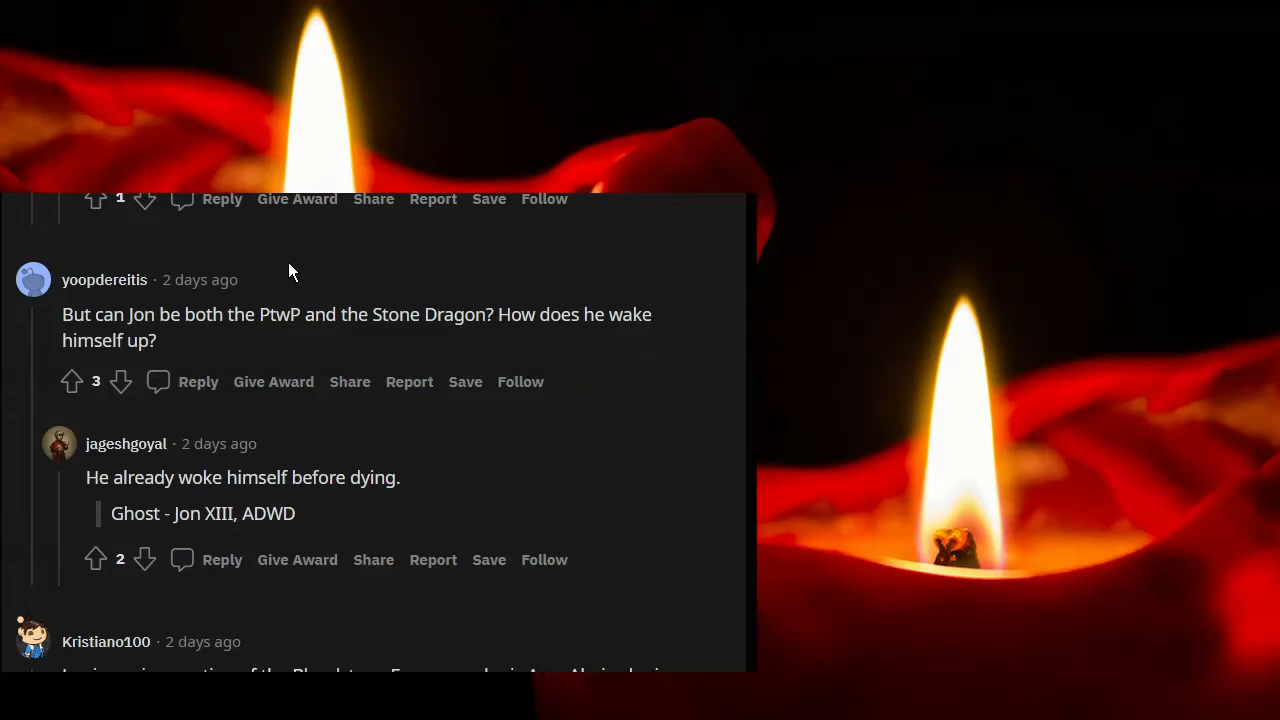 1 Reply Give Award Share Report Save Follow
yoopdereitis · 2 days ago
But can Jon be both the PtwP and the Stone Dragon? How does he wake
himself up?
3 Reply Give Award Share Report Save Follow
jageshgoyal · 2 days ago
He already woke himself before dying.
Ghost - Jon XIII, ADWD
2 Reply Give Award Share Report Save Follow
Kristiano100 · 2 days ago